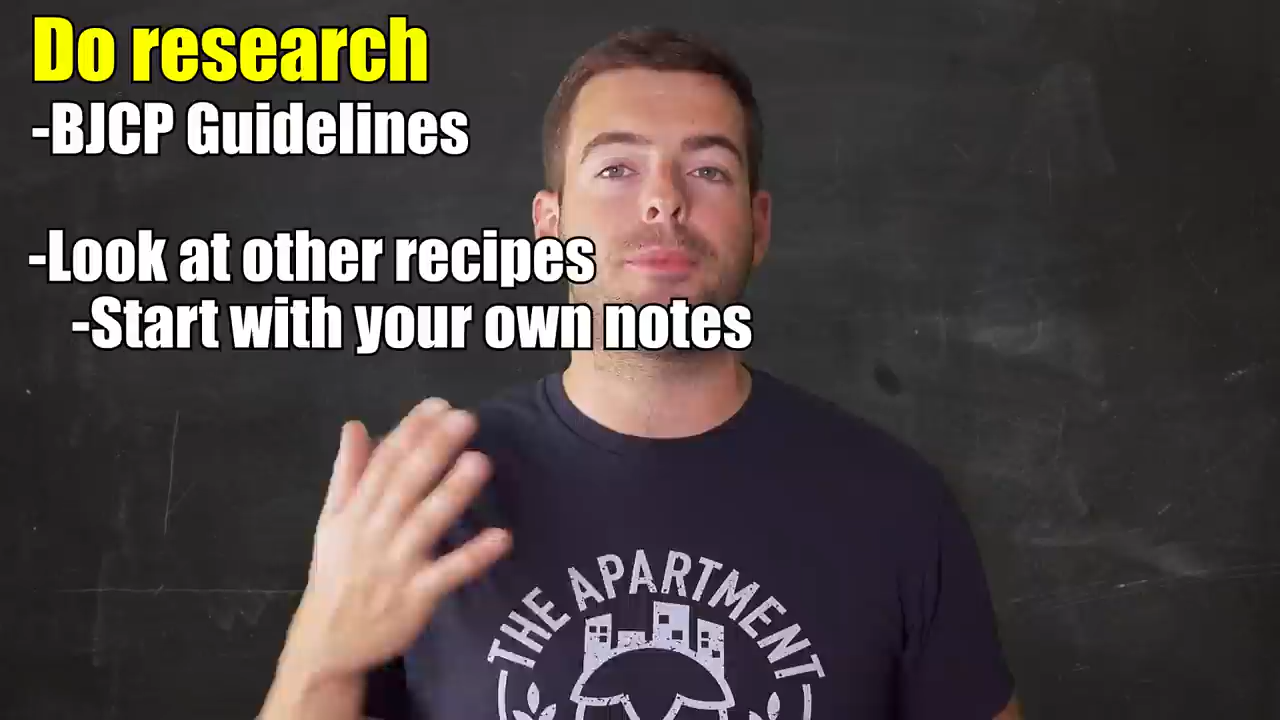 Do research
-BJCP Guidelines
-Look at other recipes
-Start with your own notes
THE APARTMENT